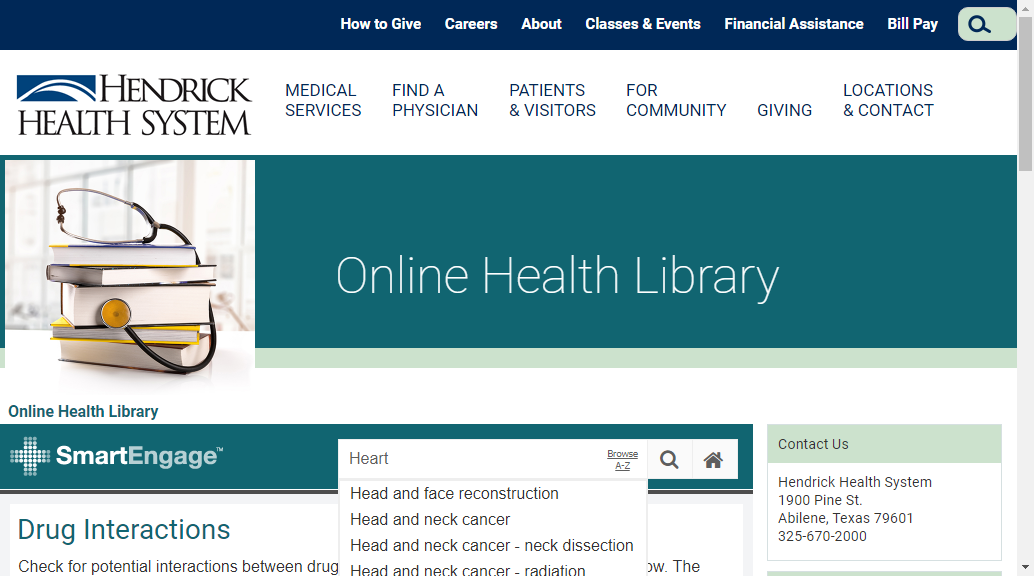 How to Give Careers About Classes & Events Financial Assistance Bill Pay
HENDRICK
HEALTH SYSTEM
MEDICAL
SERVICES
FIND A
PHYSICIAN
PATIENTS
& VISITORS
FOR
COMMUNITY
GIVING
LOCATIONS
& CONTACT
Online Health Library
Online Health Library
SmartEngage™
Heart
Browse
A-Z
Head and face reconstruction
Head and neck cancer
Head and neck cancer - neck dissection
Head and neck cancer - radiation
Drug Interactions
Check for potential interactions between drug
ow. The
Contact Us
Hendrick Health System
1900 Pine St.
Abilene, Texas 79601
325-670-2000